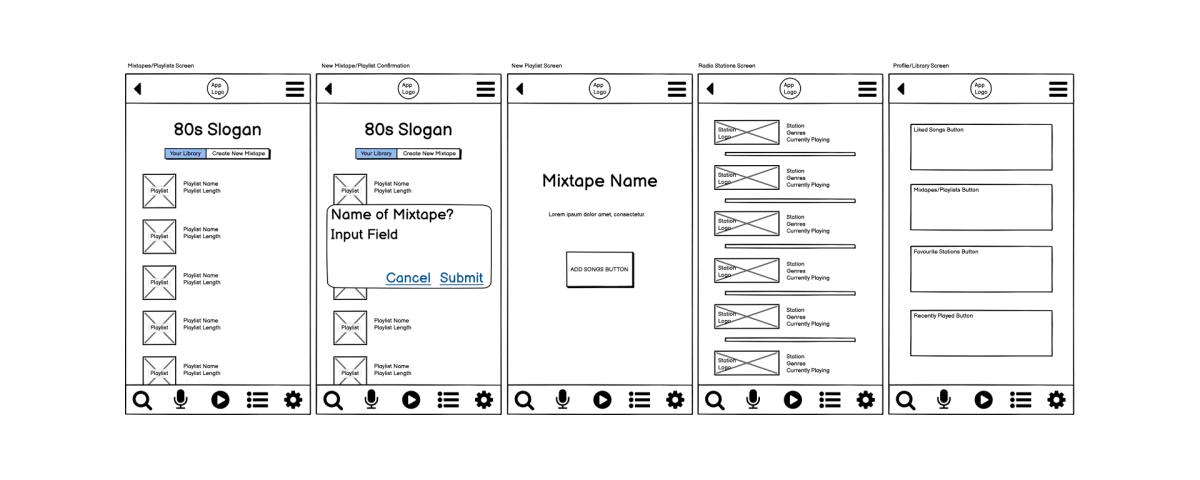 Mixtapes/Playlists Screen
App
Logo
80s Slogan
Your Library Create New Mixtape
Playlist
Playlist Name
Playlist Length
Playlist
Playlist Name
Playlist Length
Playlist
Playlist Name
Playlist Length
Playlist
Playlist Name
Playlist Length
Playlist
Playlist Name
Playlist Length
New Mixtape/Playlist Confirmation
App
Logo
80s Slogan
Your Library Create New Mixtape
Playlist
Playlist Name
Playlist Length
Name of Mixtape?
Input Field
Cancel Submit
Playlist
Playlist Name
Playlist Length
Playlist
Playlist Name
Playlist Length
New Playlist Screen
App
Logo
Mixtape Name
Lorem ipsum dolor amet, consectetur.
ADD SONGS BUTTON
Radio Stations Screen
App
Logo
Station
Logo
Station
Genres
Currently Playing
Station
Logo
Station
Genres
Currently Playing
Station
Logo
Station
Genres
Currently Playing
Station
Logo
Station
Genres
Currently Playing
Station
Logo
Station
Genres
Currently Playing
Station
Logo
Station
Genres
Currently Playing
Profile/Library Screen
App
Logo
Liked Songs Button
Mixtapes/Playlists Button
Favourite Stations Button
Recently Played Button